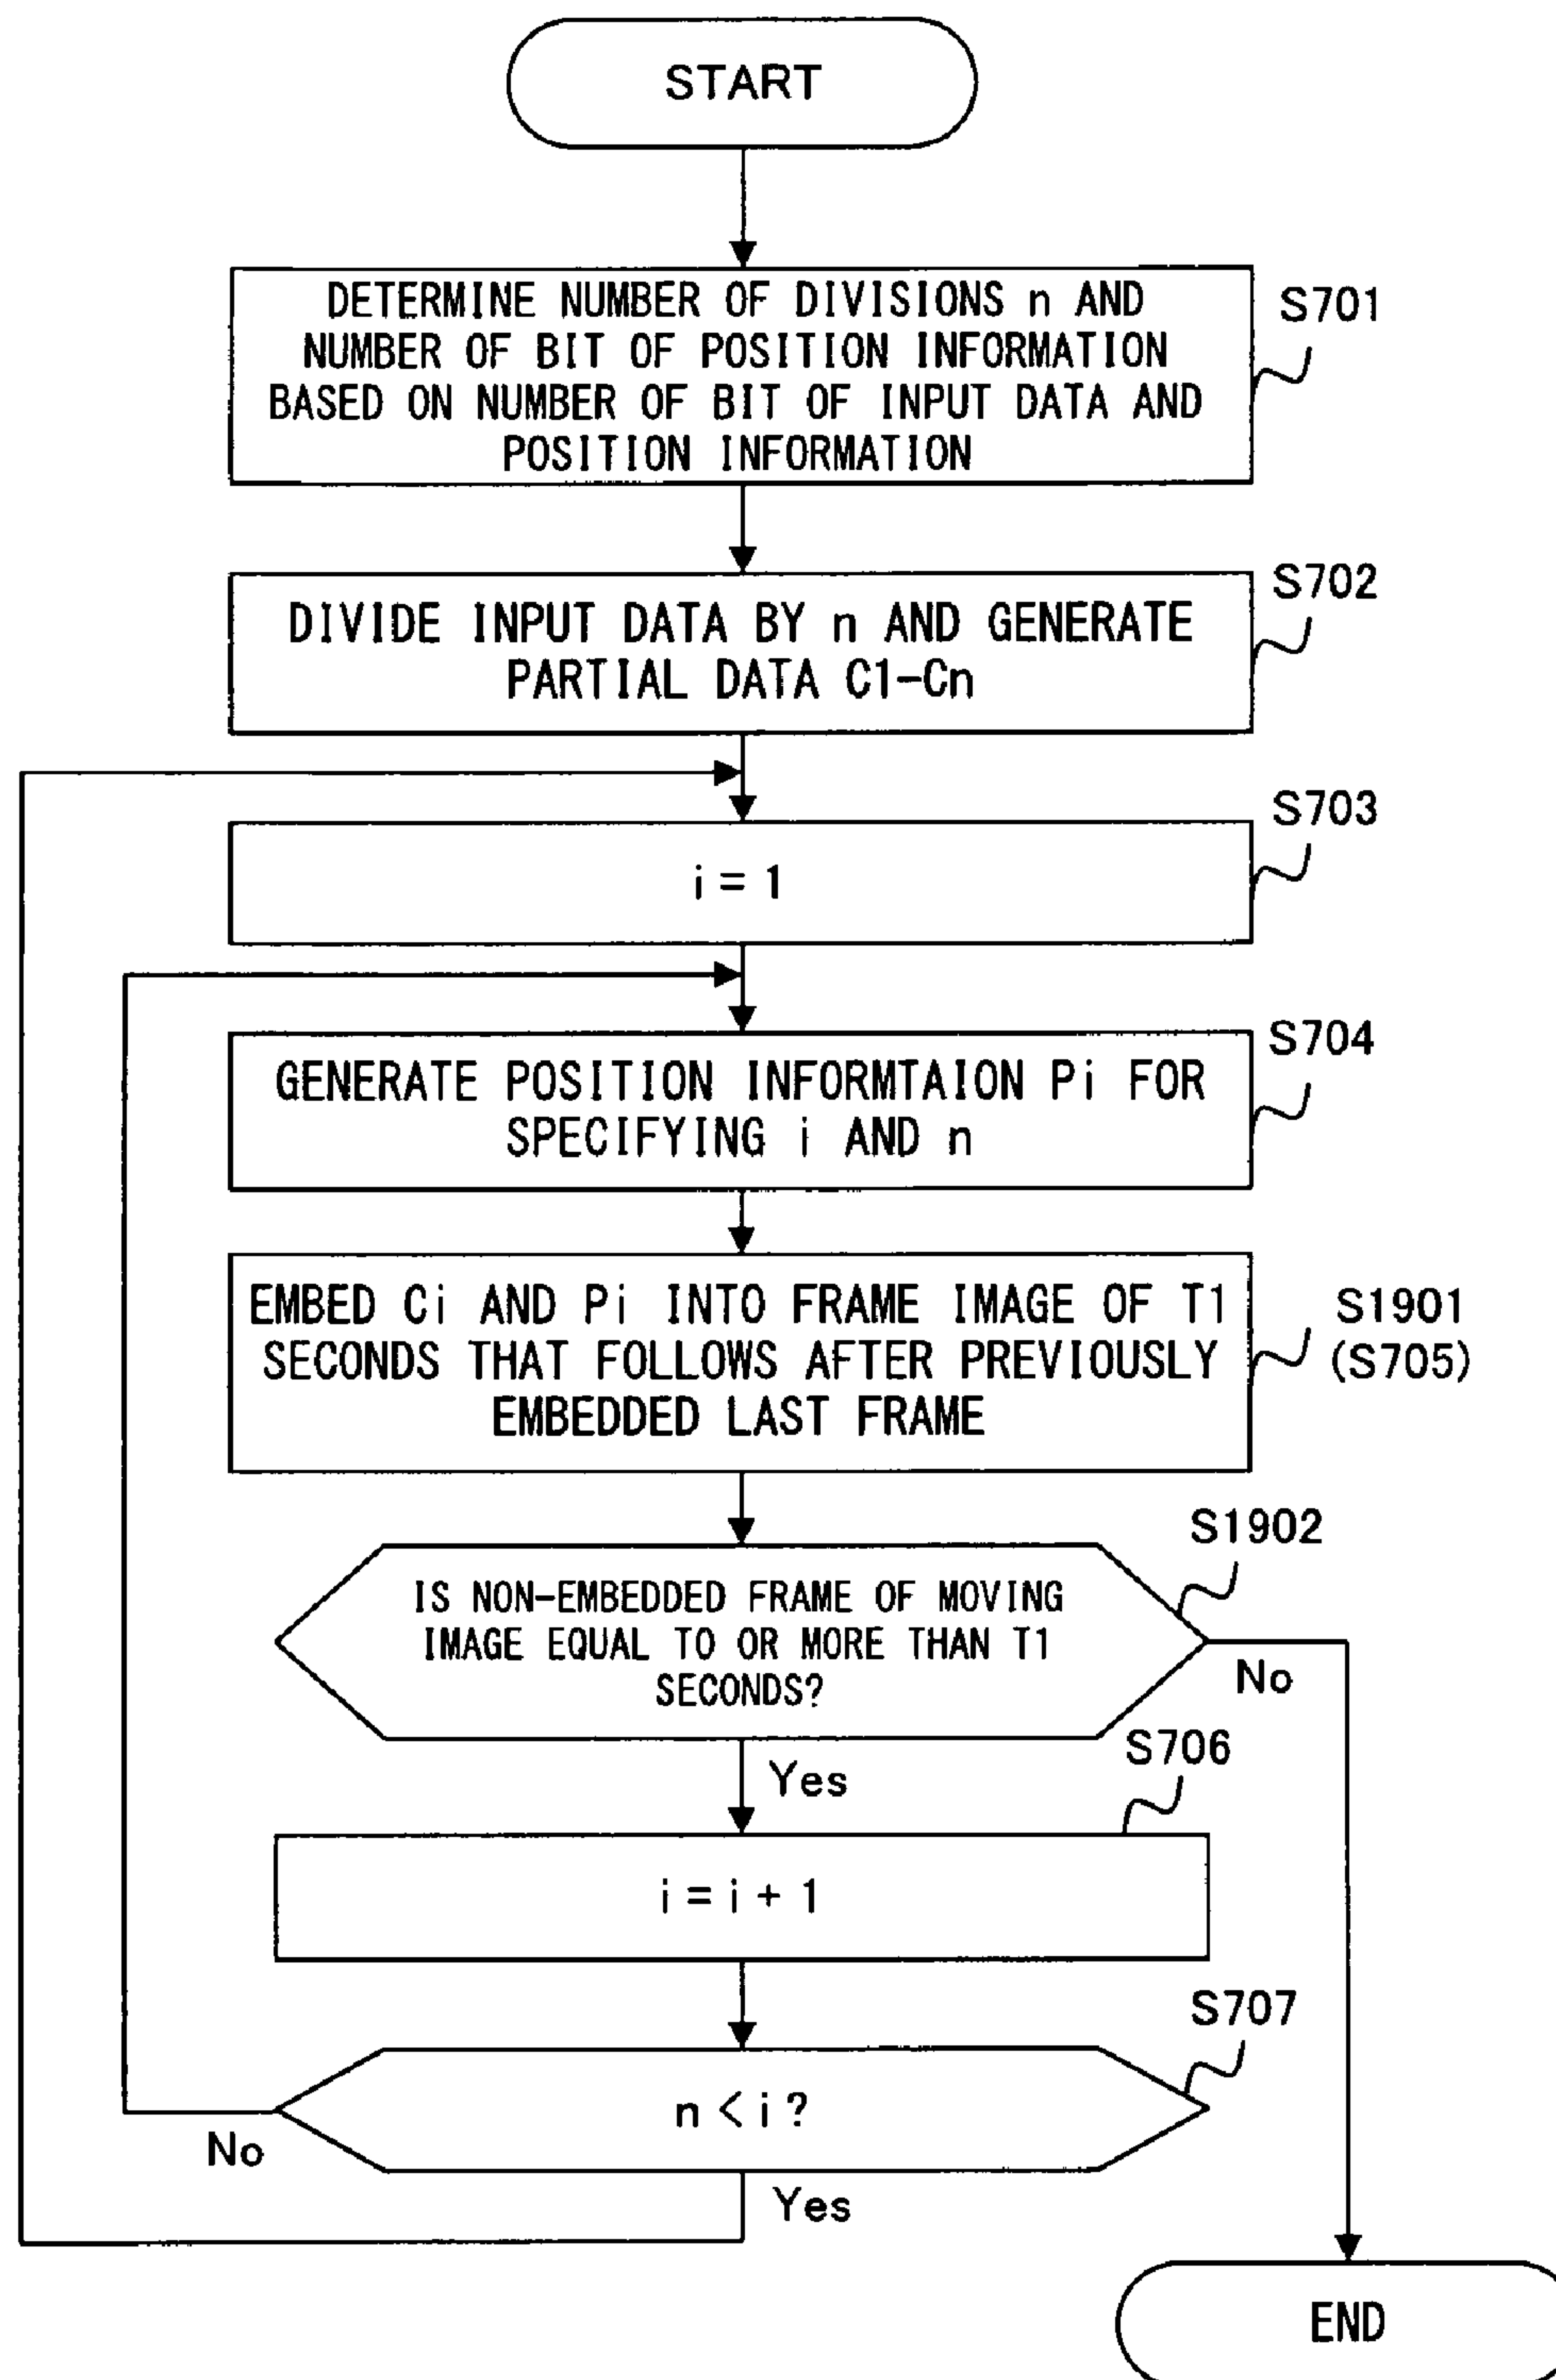 START
DETERMINE NUMBER OF DIVISIONS n AND
NUMBER OF BIT OF POSITION INFORMATION
BASED ON NUMBER OF BIT OF INPUT DATA AND
POSITION INFORMATION
S701
DIVIDE INPUT DATA BY n AND GENERATE
PARTIAL DATA C1-Cn
S702
i = 1
S703
GENERATE POSITION INFORMTAION Pi FOR
SPECIFYING i AND n
S704
EMBED Ci AND Pi INTO FRAME IMAGE OF T1
SECONDS THAT FOLLOWS AFTER PREVIOUSLY
EMBEDDED LAST FRAME
S1901
(S705)
IS NON-EMBEDDED FRAME OF MOVING
IMAGE EQUAL TO OR MORE THAN T1
SECONDS?
S1902
No
Yes
S706
i = i + 1
S707
n < i ?
No
Yes
END